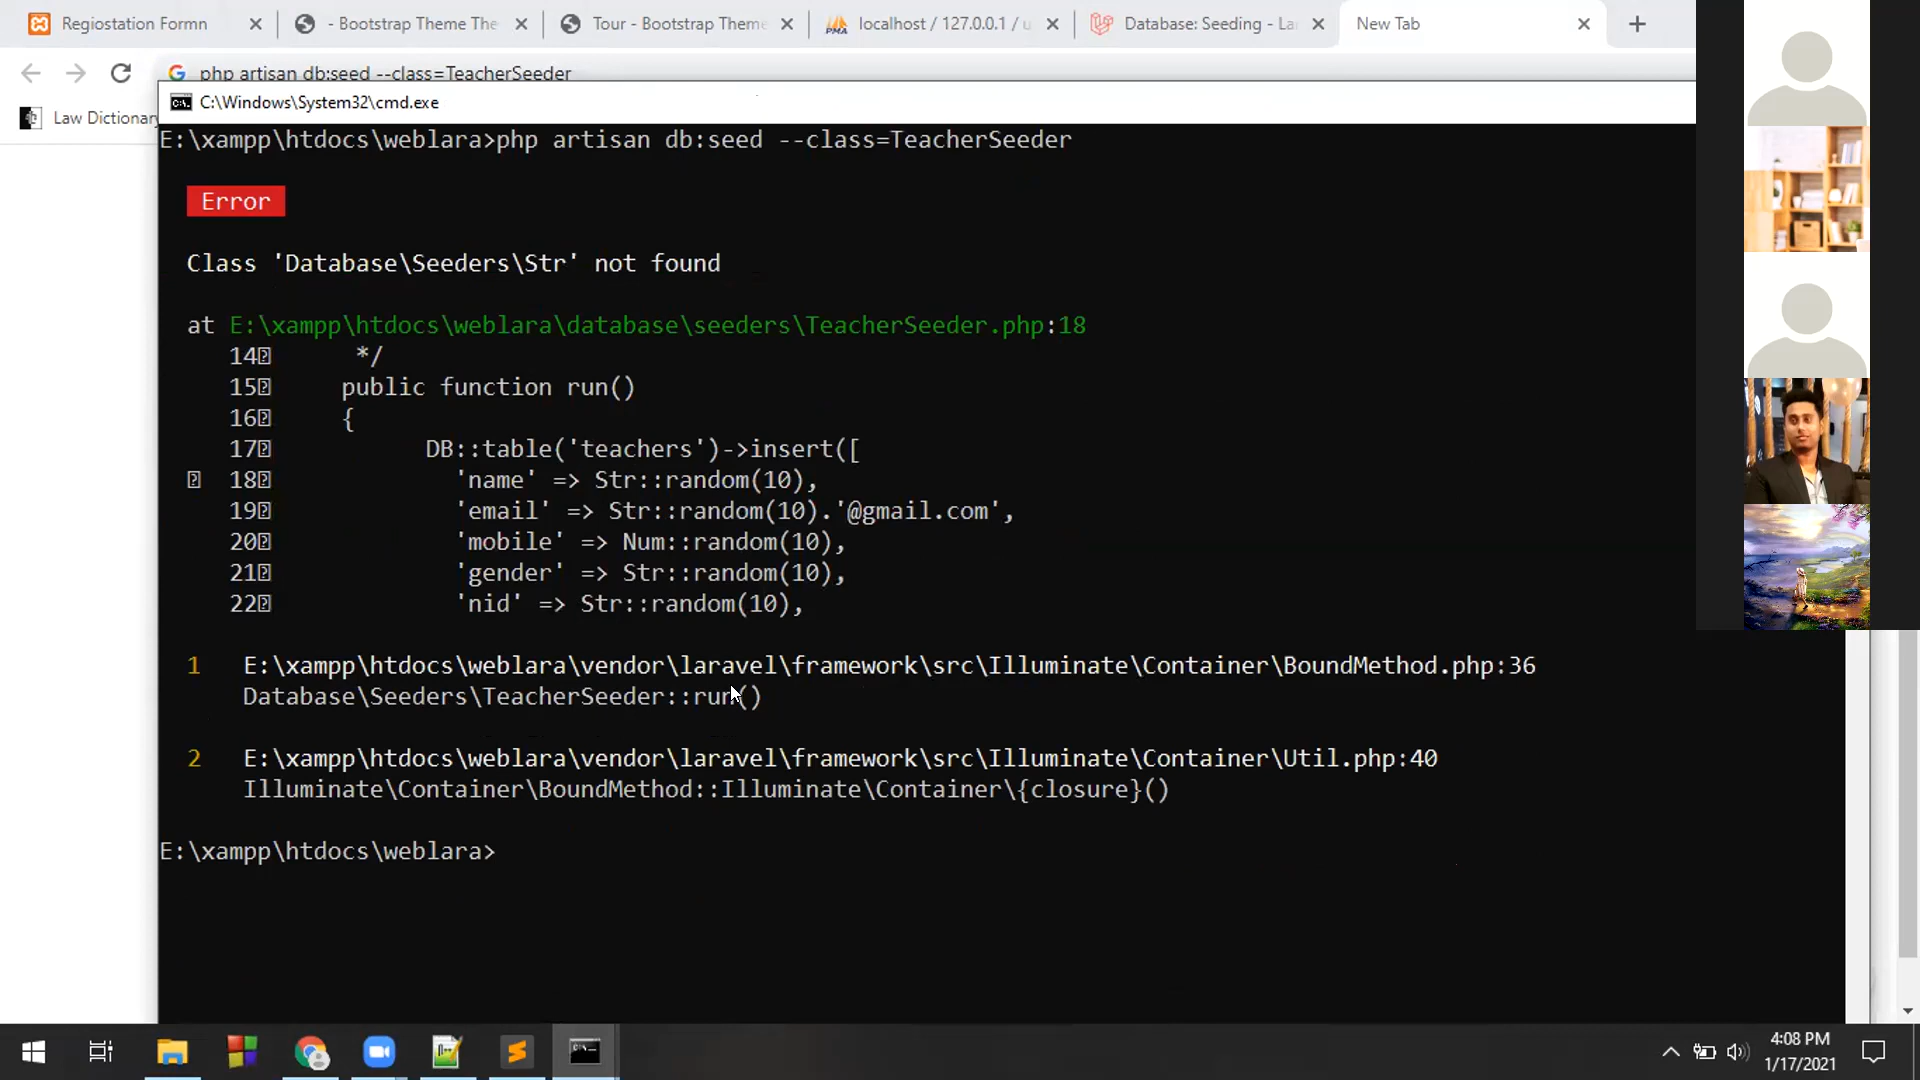 Regiostation Formn
- Bootstrap Theme The
Tour - Bootstrap Theme
PMA
localhost / 127.0.0.1 / u
Database: Seeding - La
New Tab
php artisan db:seed --class=TeacherSeeder
Law Dictionary
C:\Windows\System32\cmd.exe
E:\xampp\htdocs\weblara>php artisan db:seed --class=TeacherSeeder
Error
Class 'Database\Seeders\Str' not found
at E:\xampp\htdocs\weblara\database\seeders\TeacherSeeder.php:18
14 */
15 public function run()
16 {
17 DB::table('teachers')->insert([
18 'name' => Str::random(10),
19 'email' => Str::random(10).'@gmail.com',
20 'mobile' => Num::random(10),
21 'gender' => Str::random(10),
22 'nid' => Str::random(10),
1 E:\xampp\htdocs\weblara\vendor\laravel\framework\src\Illuminate\Container\BoundMethod.php:36
Database\Seeders\TeacherSeeder::run()
2 E:\xampp\htdocs\weblara\vendor\laravel\framework\src\Illuminate\Container\Util.php:40
Illuminate\Container\BoundMethod::Illuminate\Container\{closure}()
E:\xampp\htdocs\weblara>
4:08 PM
1/17/2021